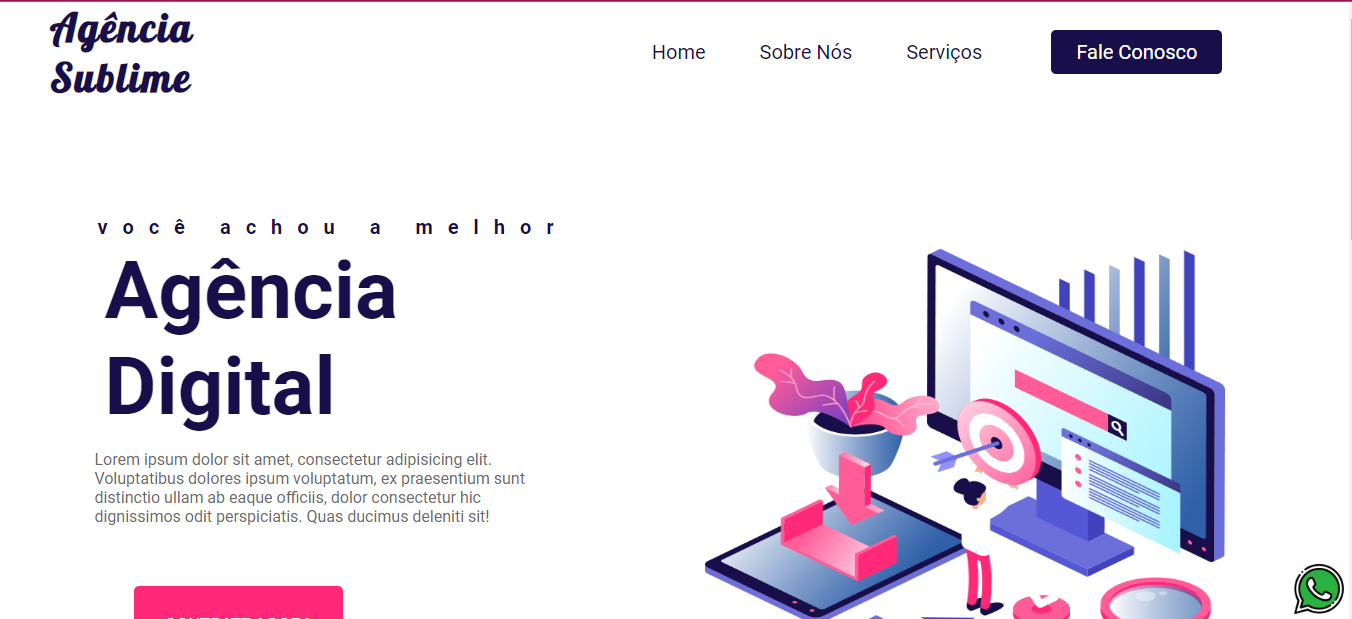 Agência
Sublime
Home
Sobre Nós
Serviços
Fale Conosco
você achou a melhor
Agência
Digital
Lorem ipsum dolor sit amet, consectetur adipisicing elit.
Voluptatibus dolores ipsum voluptatum, ex praesentium sunt
distinctio ullam ab eaque officiis, dolor consectetur hic
dignissimos odit perspiciatis. Quas ducimus deleniti sit!